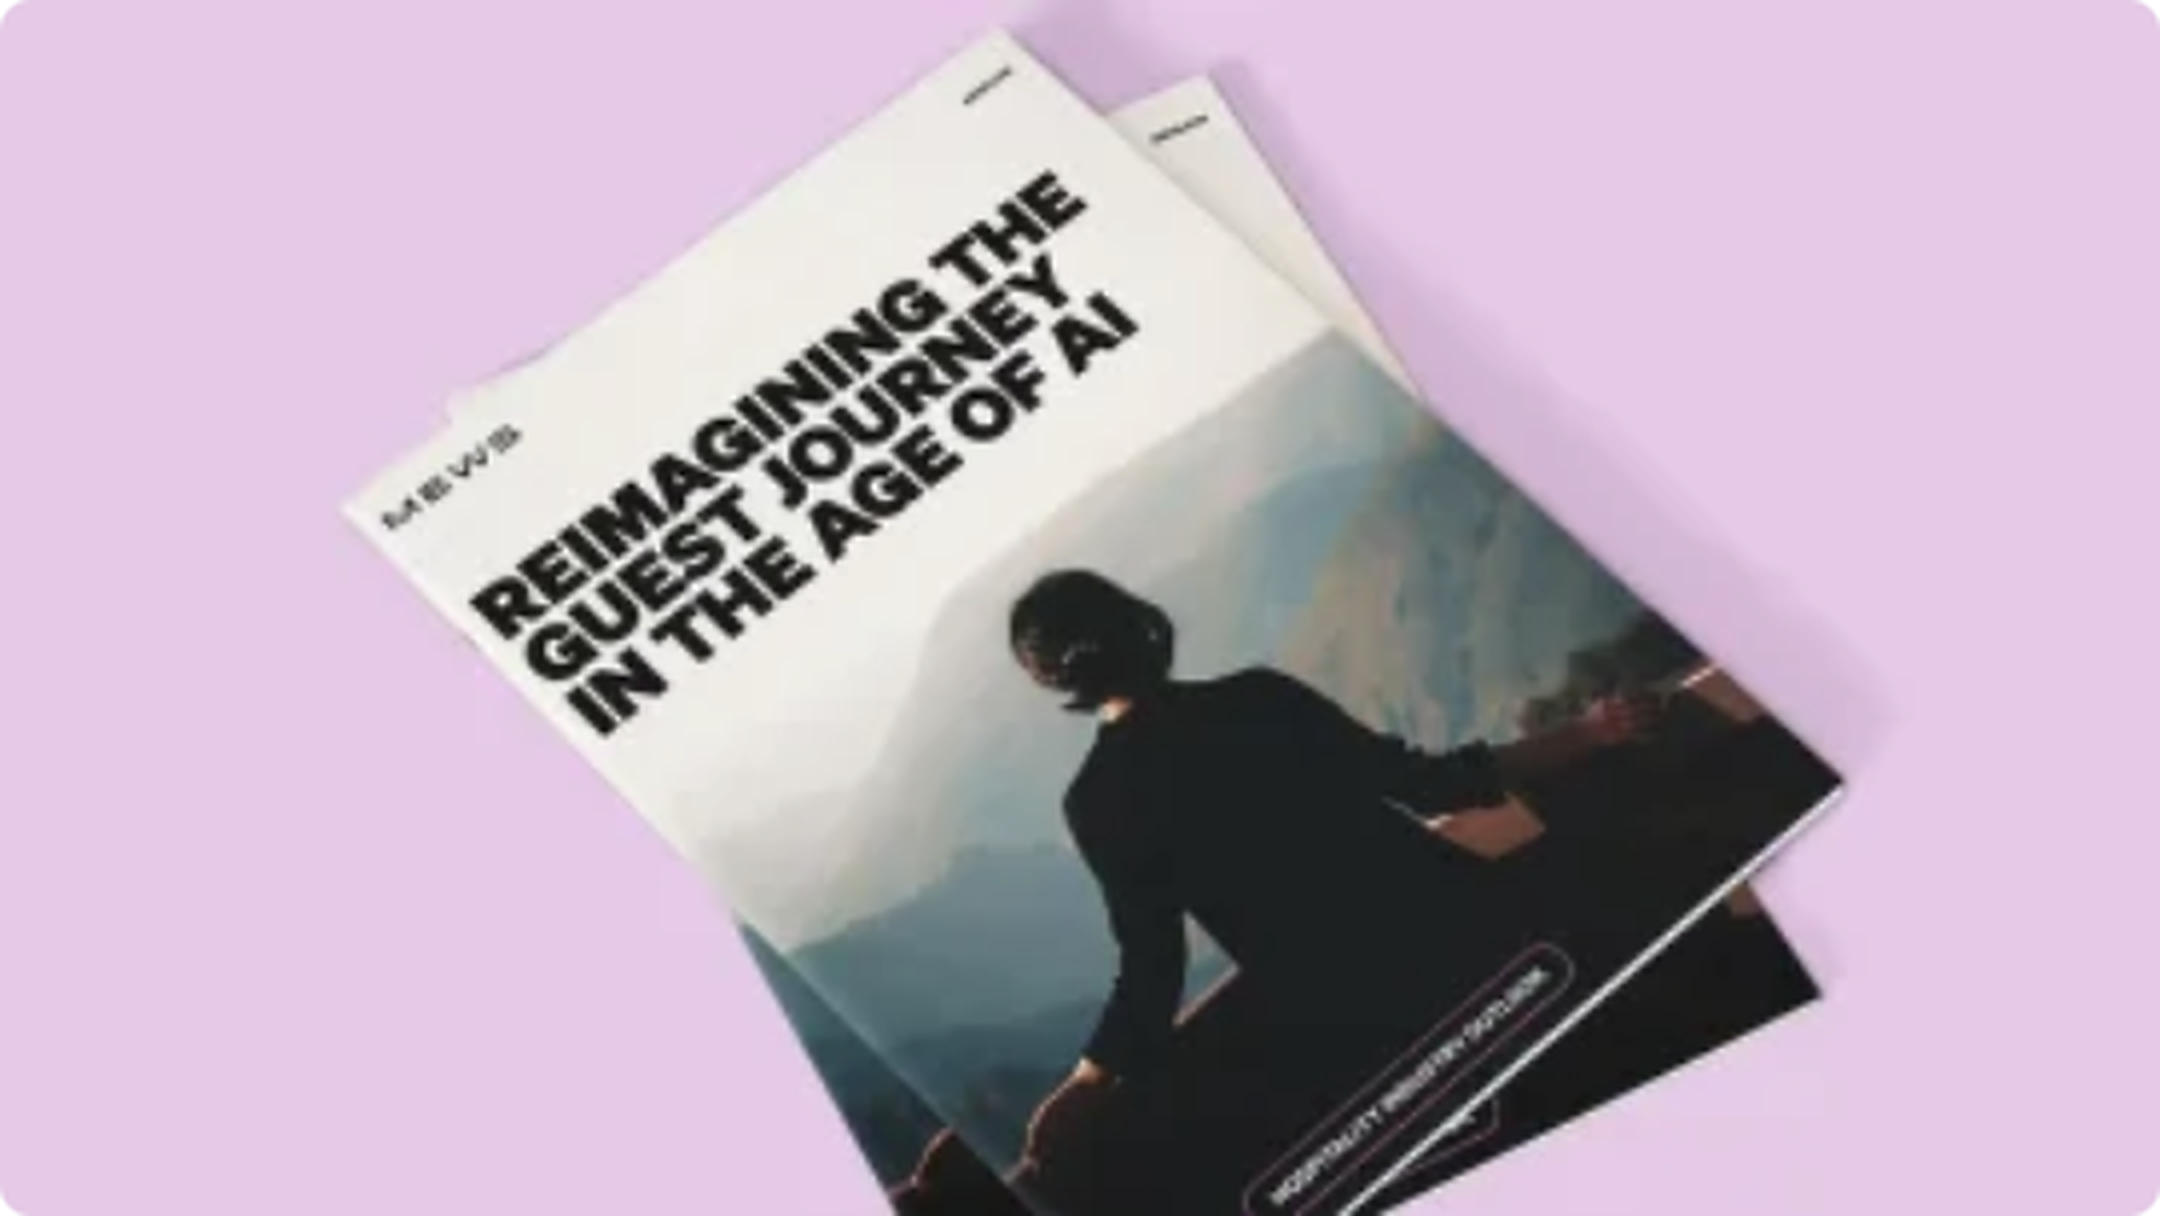 MEWS
REIMAGINING THE
GUEST JOURNEY
IN THE AGE OF AI
HOSPITALITY INDUSTRY OUTLOOK